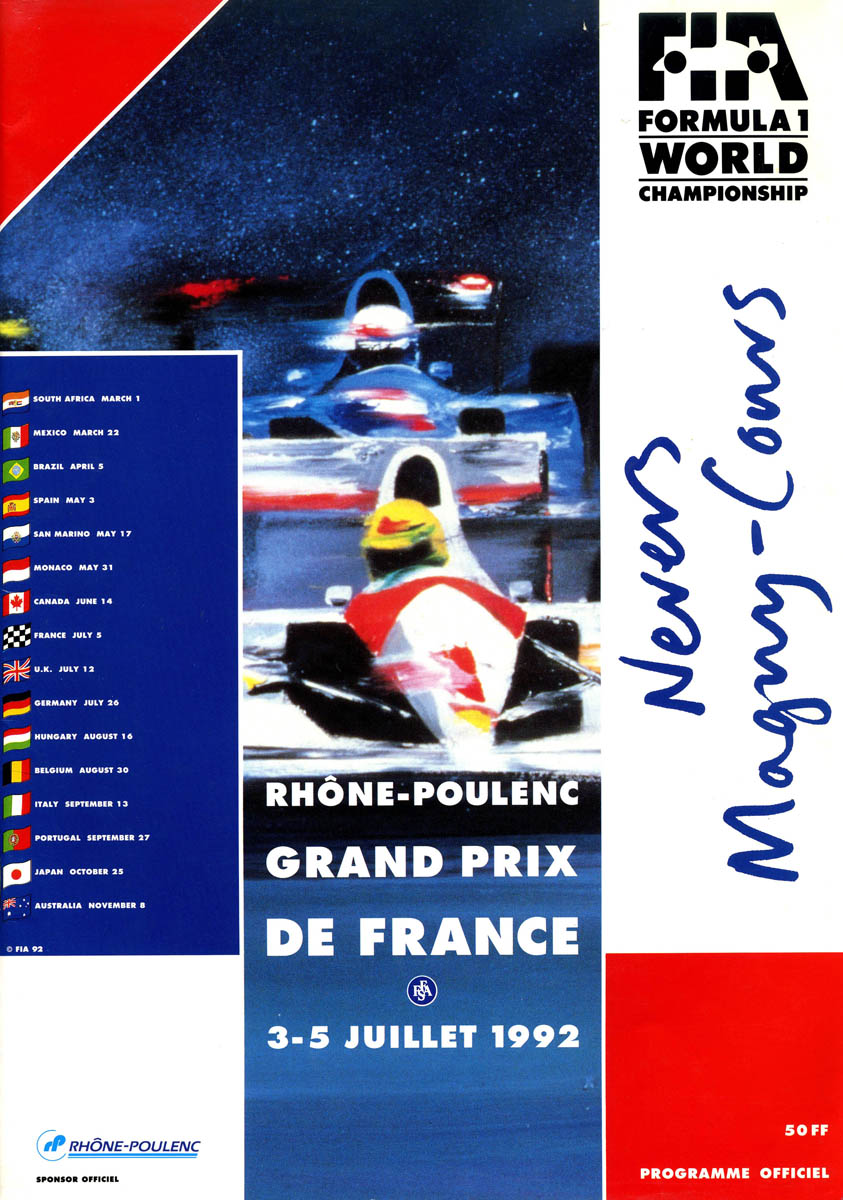 FIA
FORMULA 1
WORLD
CHAMPIONSHIP
Nevers
Magny-Cours
SOUTH AFRICA MARCH 1
MEXICO MARCH 22
BRAZIL APRIL 5
SPAIN MAY 3
SAN MARINO MAY 17
MONACO MAY 31
CANADA JUNE 14
FRANCE JULY 5
U.K. JULY 12
GERMANY JULY 26
HUNGARY AUGUST 16
BELGIUM AUGUST 30
ITALY SEPTEMBER 13
PORTUGAL SEPTEMBER 27
JAPAN OCTOBER 25
AUSTRALIA NOVEMBER 8
© FIA 92
RHÔNE-POULENC
GRAND PRIX
DE FRANCE
FFSA
3-5 JUILLET 1992
RHÔNE-POULENC
SPONSOR OFFICIEL
50 FF
PROGRAMME OFFICIEL